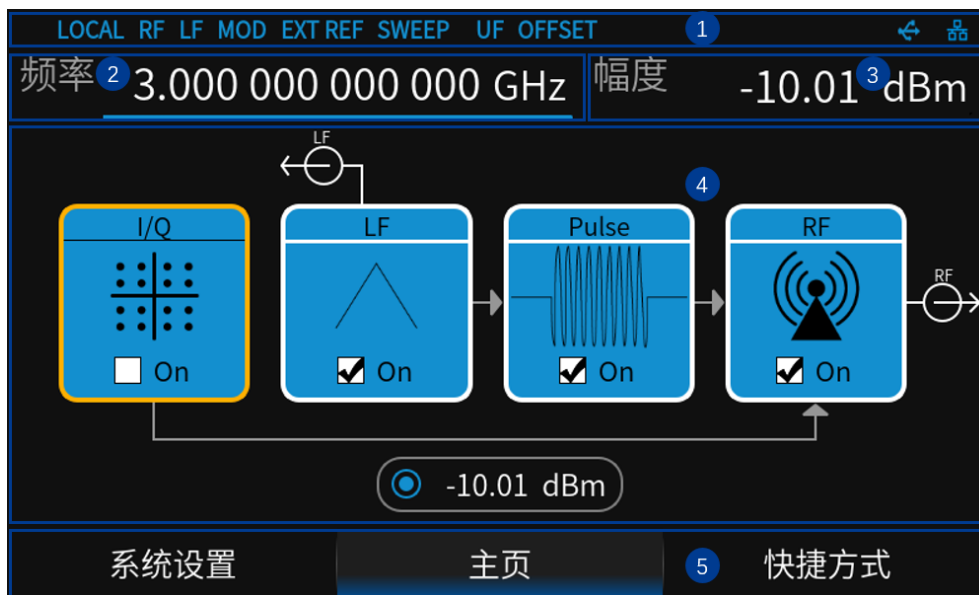 LOCAL RF LF MOD EXT REF SWEEP UF OFFSET 1
频率 2 3.000 000 000 000 GHz 幅度 -10.01 3 dBm
LF
4
I/Q LF Pulse RF
RF
On On On On
-10.01 dBm
系统设置 主页 5 快捷方式